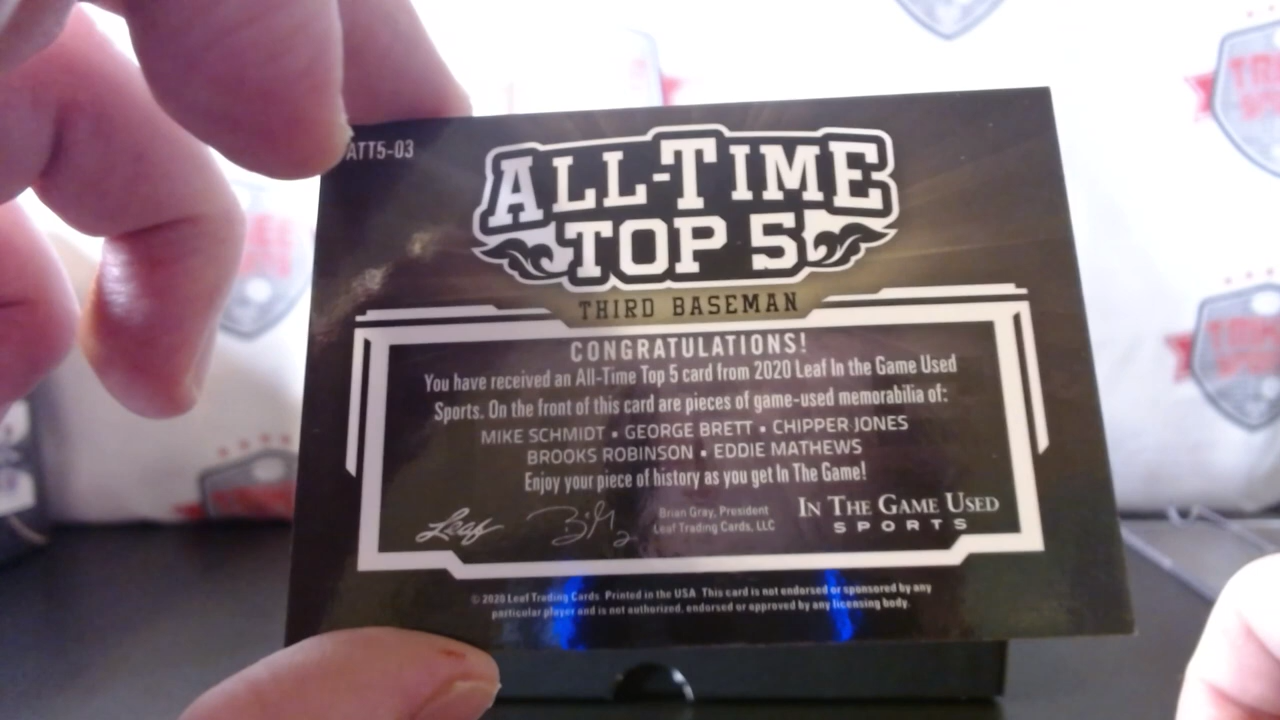 ATT5-03
ALL-TIME
TOP 5
THIRD BASEMAN
CONGRATULATIONS!
You have received an All-Time Top 5 card from 2020 Leaf In the Game Used
Sports. On the front of this card are pieces of game-used memorabilia of:
MIKE SCHMIDT • GEORGE BRETT • CHIPPER JONES
BROOKS ROBINSON • EDDIE MATHEWS
Enjoy your piece of history as you get In The Game!
Leaf
Brian Gray, President
Leaf Trading Cards, LLC
IN THE GAME USED
SPORTS
© 2020 Leaf Trading Cards Printed in the USA This card is not endorsed or sponsored by any
particular player and is not authorized, endorsed or approved by any licensing body.